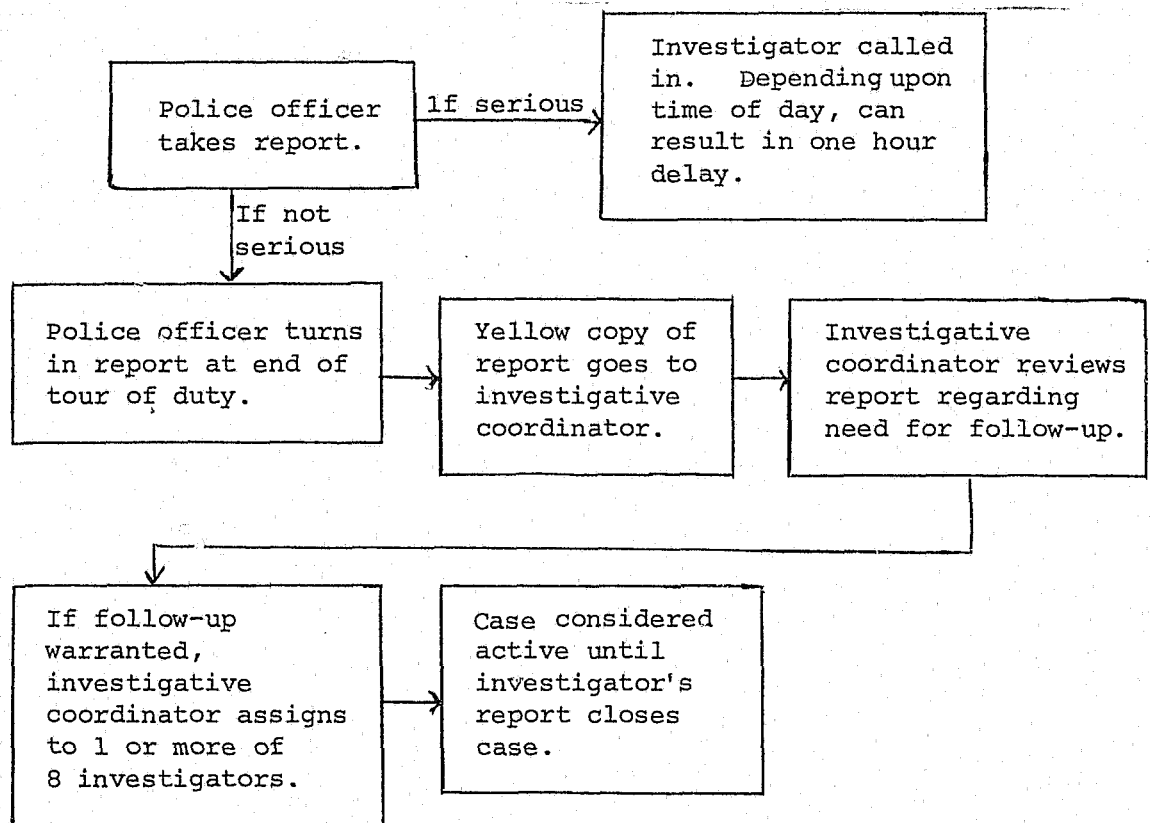 Police officer
takes report.
If serious
Investigator called
in. Depending upon
time of day, can
result in one hour
delay.
If not
serious
Police officer turns
in report at end of
tour of duty.
Yellow copy of
report goes to
investigative
coordinator.
Investigative
coordinator reviews
report regarding
need for follow-up.
If follow-up
warranted,
investigative
coordinator assigns
to 1 or more of
8 investigators.
Case considered
active until
investigator's
report closes
case.